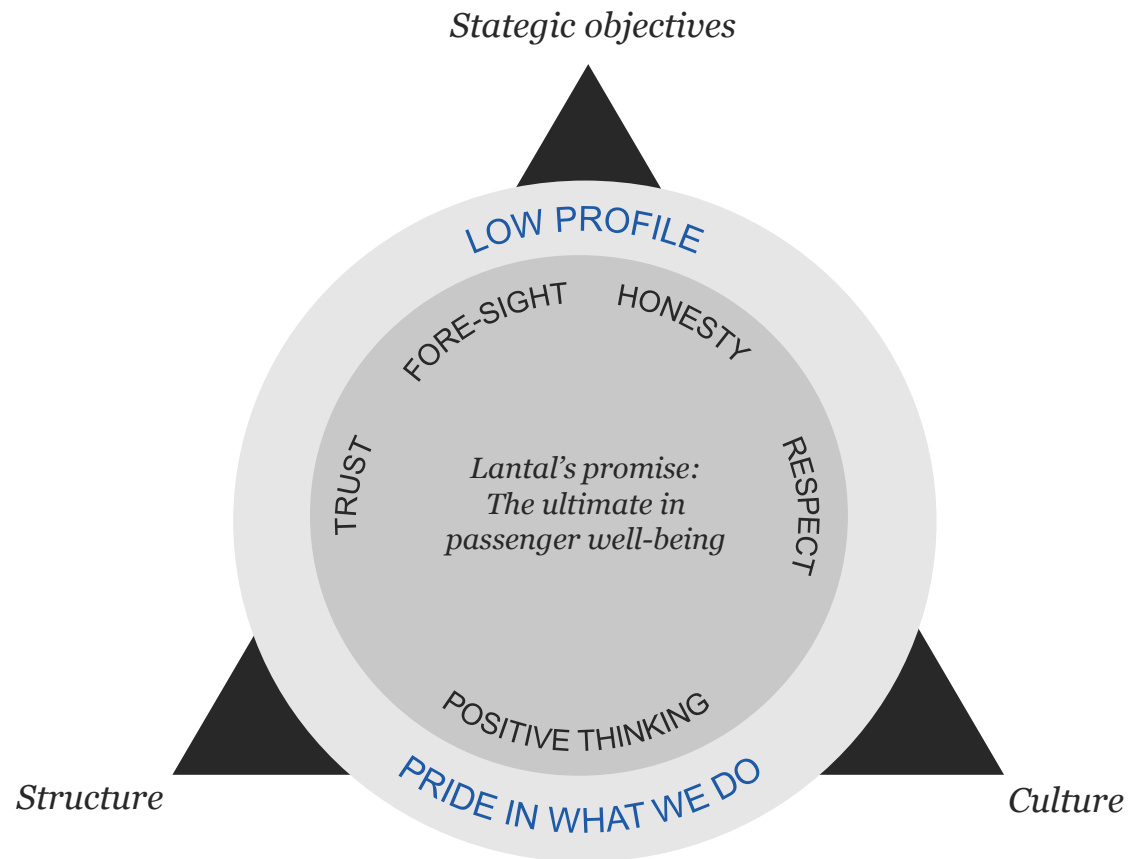 Stategic objectives
LOW PROFILE
FORE-SIGHT
HONESTY
TRUST
RESPECT
Lantal’s promise:
The ultimate in
passenger well-being
POSITIVE THINKING
PRIDE IN WHAT WE DO
Structure
Culture